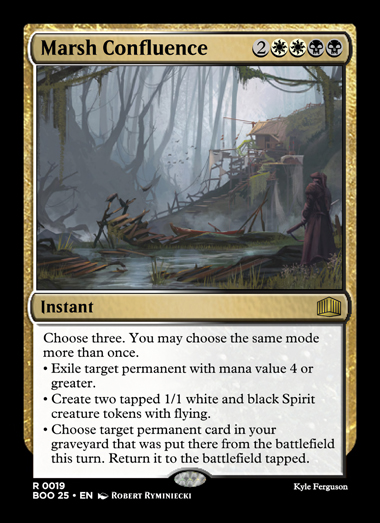 Marsh Confluence 2
Instant
Choose three. You may choose the same mode
more than once.
• Exile target permanent with mana value 4 or
greater.
• Create two tapped 1/1 white and black Spirit
creature tokens with flying.
• Choose target permanent card in your
graveyard that was put there from the battlefield
this turn. Return it to the battlefield tapped.
R 0019
BOO 25 • EN Robert Ryminiecki
Kyle Ferguson